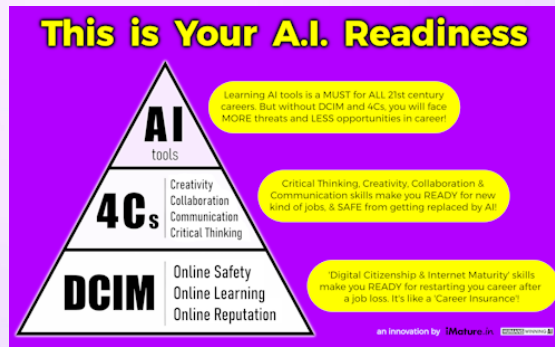 This is Your A.I. Readiness
AI
tools
Learning AI tools is a MUST for ALL 21st century
careers. But without DCIM and 4Cs, you will face
MORE threats and LESS opportunities in career!
4Cs
Creativity
Collaboration
Communication
Critical Thinking
Critical Thinking, Creativity, Collaboration &
Communication skills make you READY for new
kind of jobs, & SAFE from getting replaced by AI!
DCIM
Online Safety
Online Learning
Online Reputation
'Digital Citizenship & Internet Maturity' skills
make you READY for restarting you career after
a job loss. It's like a 'Career Insurance'!
an innovation by iMature.in HUMANS WINNING AI